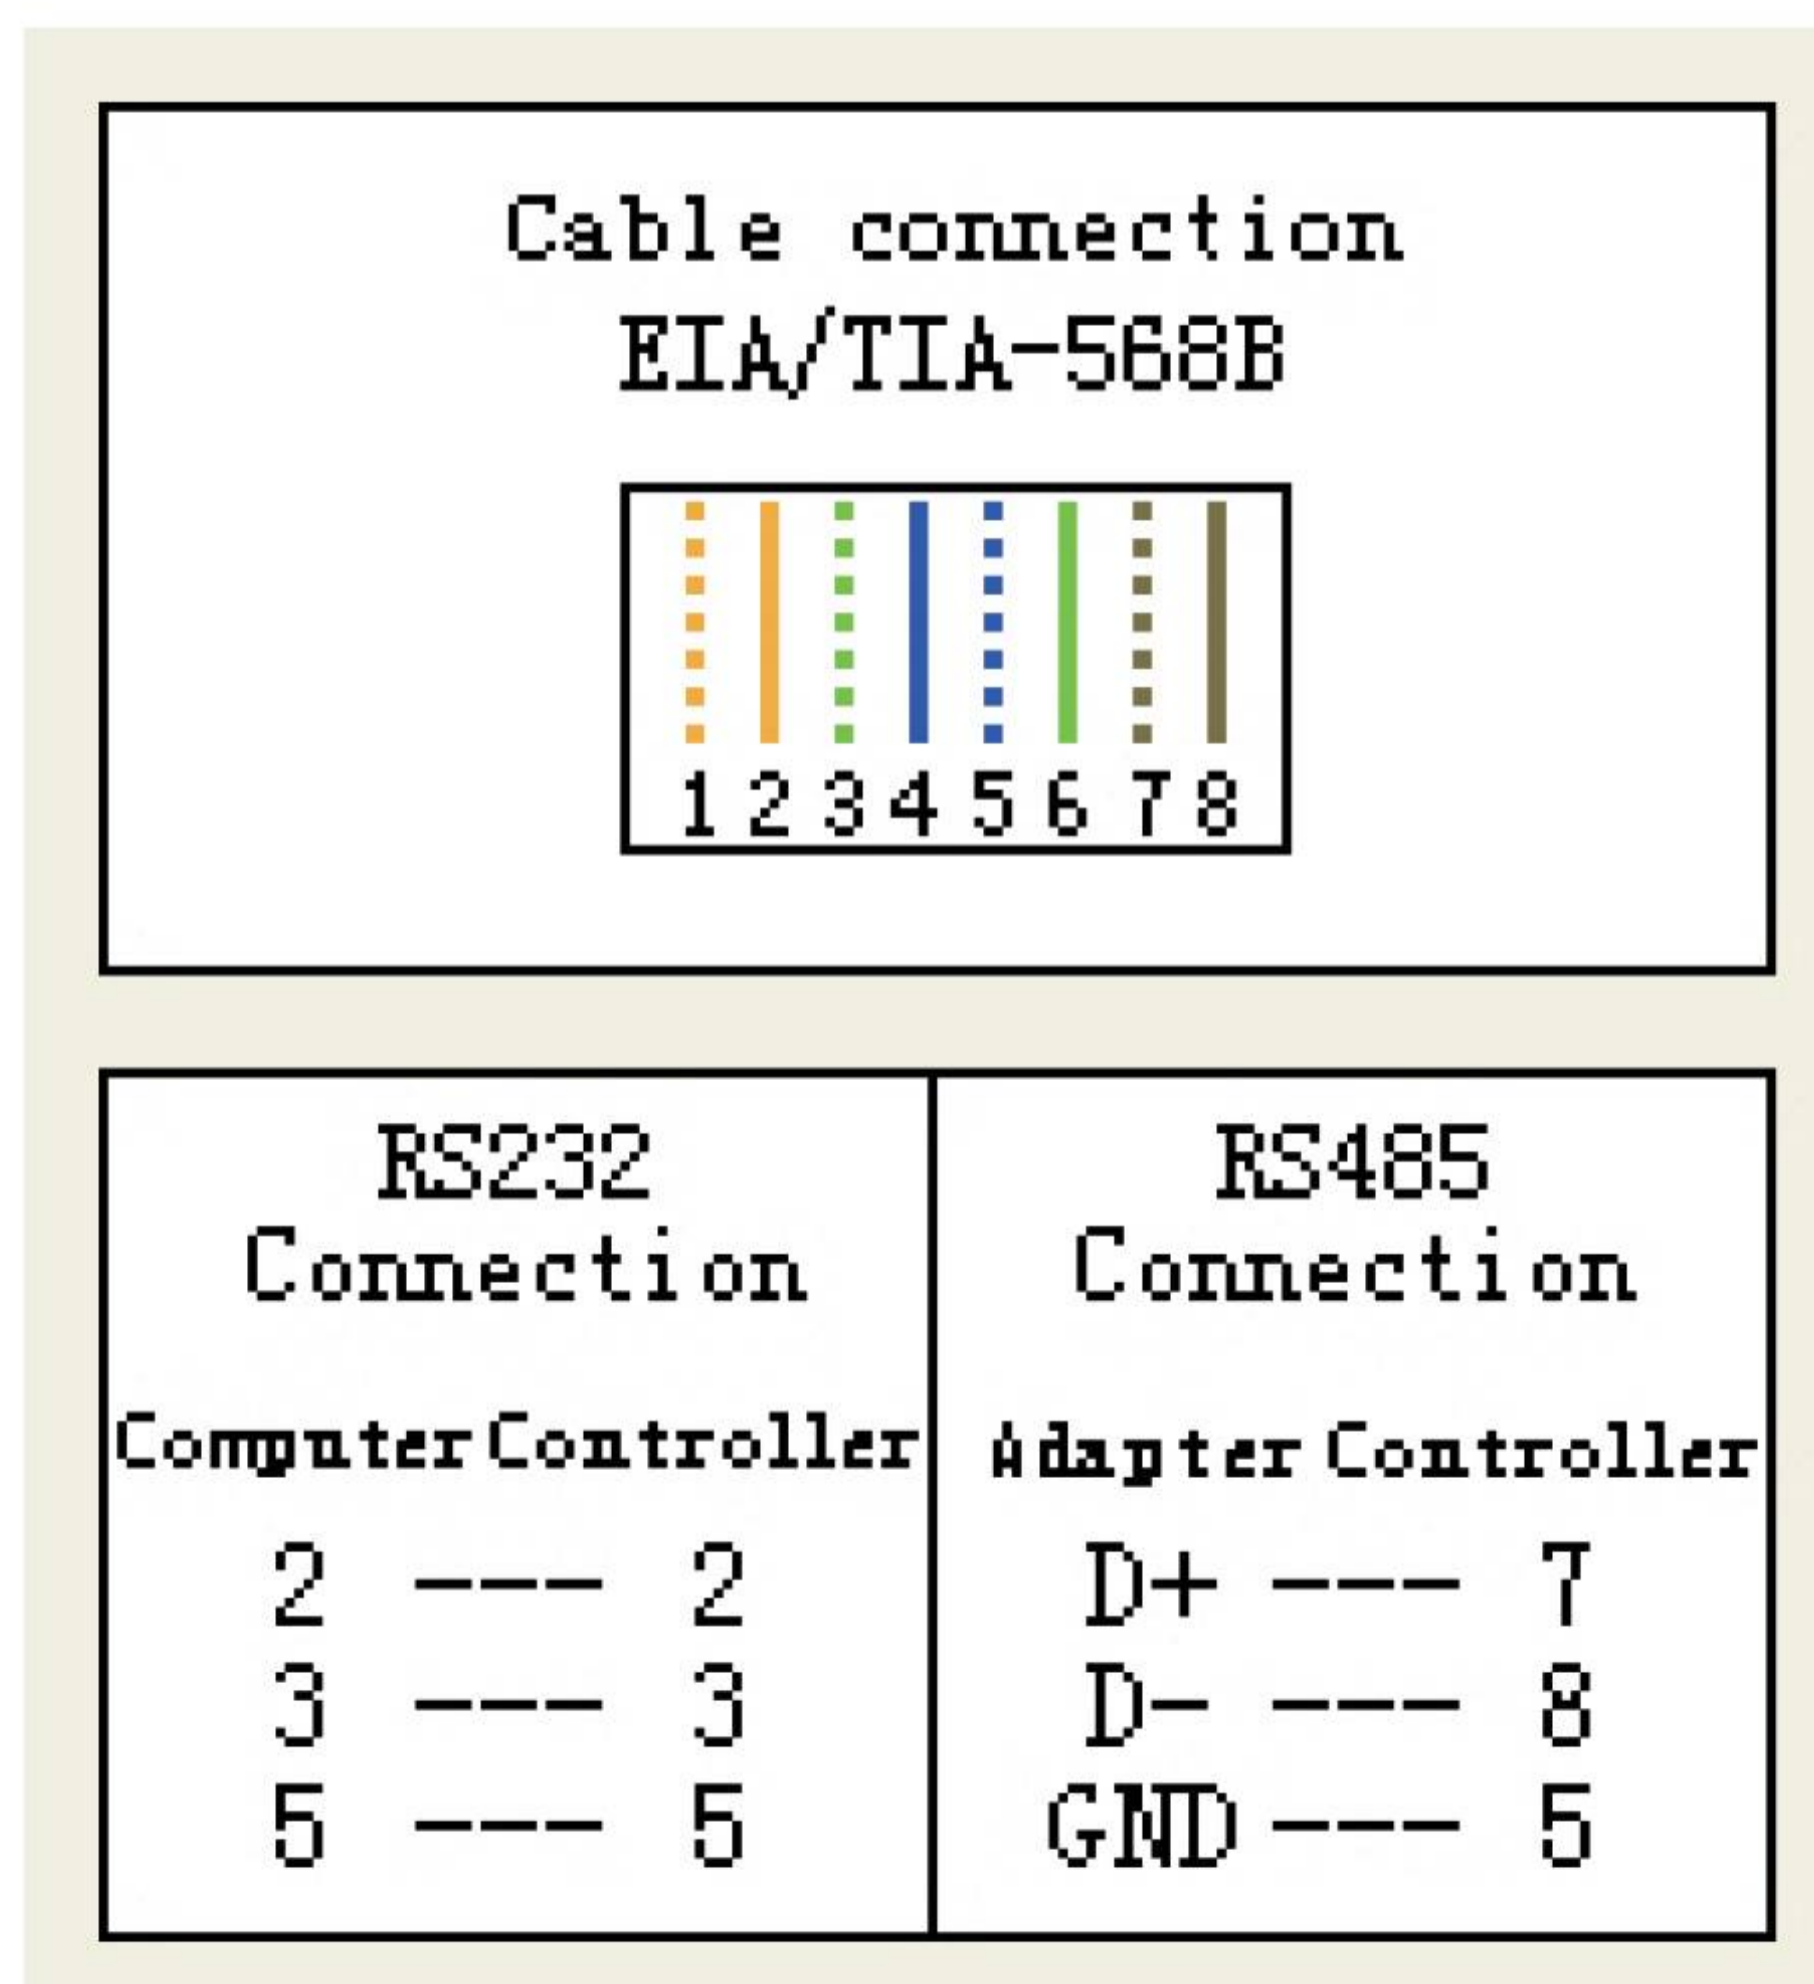 Cable connection
EIA/TIA-568B
1 2 3 4 5 6 7 8
RS232
Connection
Computer Controller
2 --- 2
3 --- 3
5 --- 5
RS485
Connection
Adapter Controller
D+ --- 7
D- --- 8
GND --- 5